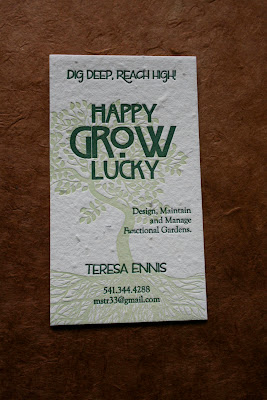 DIG DEEP, REACH HIGH!
HAPPY
GROW
LUCKY
Design, Maintain
and Manage
Functional Gardens.
TERESA ENNIS
541.344.4288
mstr33@gmail.com